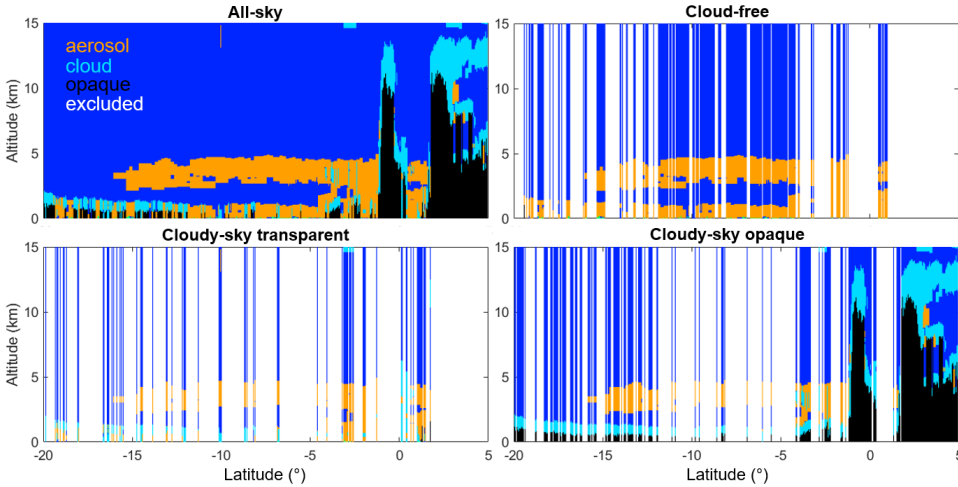 All-sky
Cloud-free
15
10
5
0
Altitude (km)
aerosol
cloud
opaque
excluded
15
10
5
0
Cloudy-sky transparent
Cloudy-sky opaque
15
10
5
0
Altitude (km)
-20 -15 -10 -5 0 5
Latitude (°)
15
10
5
0
-20 -15 -10 -5 0 5
Latitude (°)